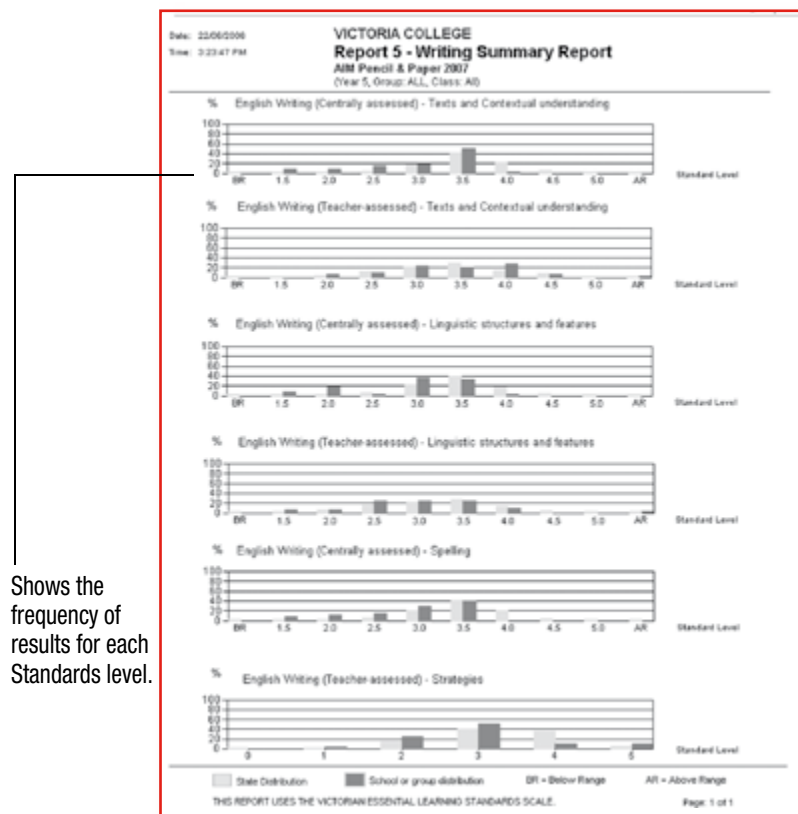 Date: 22/06/2006 VICTORIA COLLEGE
Time: 3:23:47 PM Report 5 - Writing Summary Report
AIM Pencil & Paper 2007
(Year 5, Group: ALL, Class: All)
% English Writing (Centrally assessed) - Texts and Contextual understanding
100
80
60
40
20
0
BR 1.5 2.0 2.5 3.0 3.5 4.0 4.5 5.0 AR Standard Level
% English Writing (Teacher-assessed) - Texts and Contextual understanding
100
80
60
40
20
0
BR 1.5 2.0 2.5 3.0 3.5 4.0 4.5 5.0 AR Standard Level
% English Writing (Centrally assessed) - Linguistic structures and features
100
80
60
40
20
0
BR 1.5 2.0 2.5 3.0 3.5 4.0 4.5 5.0 AR Standard Level
% English Writing (Teacher-assessed) - Linguistic structures and features
100
80
60
40
20
0
BR 1.5 2.0 2.5 3.0 3.5 4.0 4.5 5.0 AR Standard Level
% English Writing (Centrally assessed) - Spelling
100
80
60
40
20
0
BR 1.5 2.0 2.5 3.0 3.5 4.0 4.5 5.0 AR Standard Level
Shows the
frequency of
results for each
Standards level.
% English Writing (Teacher-assessed) - Strategies
100
80
60
40
20
0
0 1 2 3 4 5 Standard Level
State Distribution School or group distribution BR = Below Range AR = Above Range
THIS REPORT USES THE VICTORIAN ESSENTIAL LEARNING STANDARDS SCALE. Page: 1 of 1